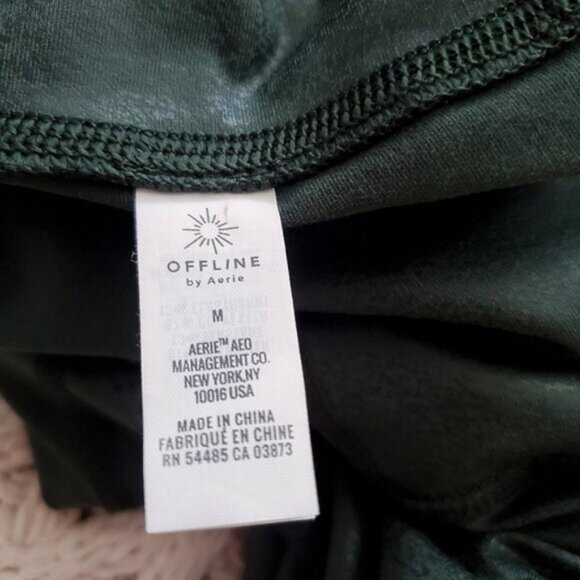 OFFLINE
by Aerie
M
AERIE™ AEO
MANAGEMENT CO.
NEW YORK,NY
10016 USA
MADE IN CHINA
FABRIQUÉ EN CHINE
RN 54485 CA 03873